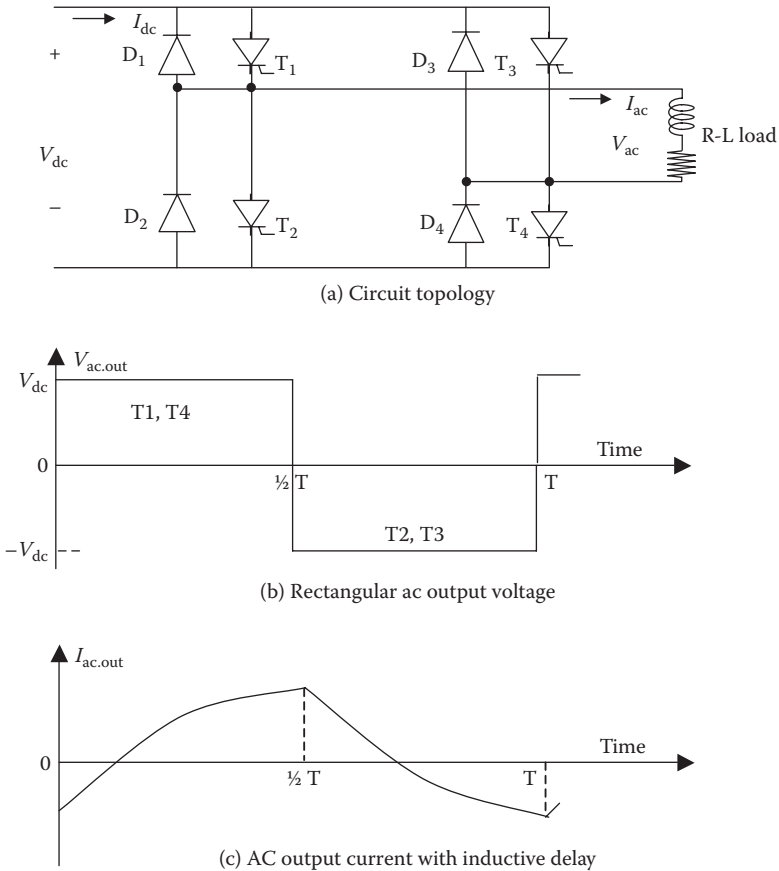 I_dc
+
D_1
T_1
D_3
T_3
I_ac
V_ac
R-L load
V_dc
−
D_2
T_2
D_4
T_4
(a) Circuit topology
V_ac.out
V_dc
T1, T4
Time
0
½ T
T
T2, T3
−V_dc
(b) Rectangular ac output voltage
I_ac.out
Time
0
½ T
T
(c) AC output current with inductive delay